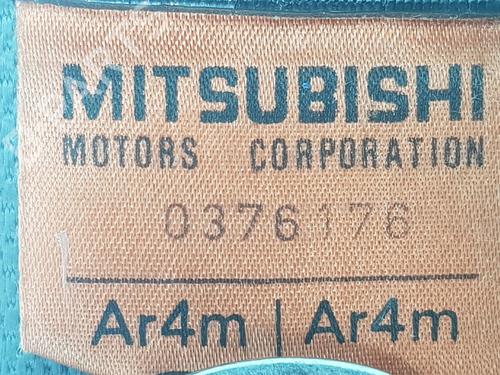 MITSUBISHI
MOTORS CORPORATION
0376176
Ar4m | Ar4m